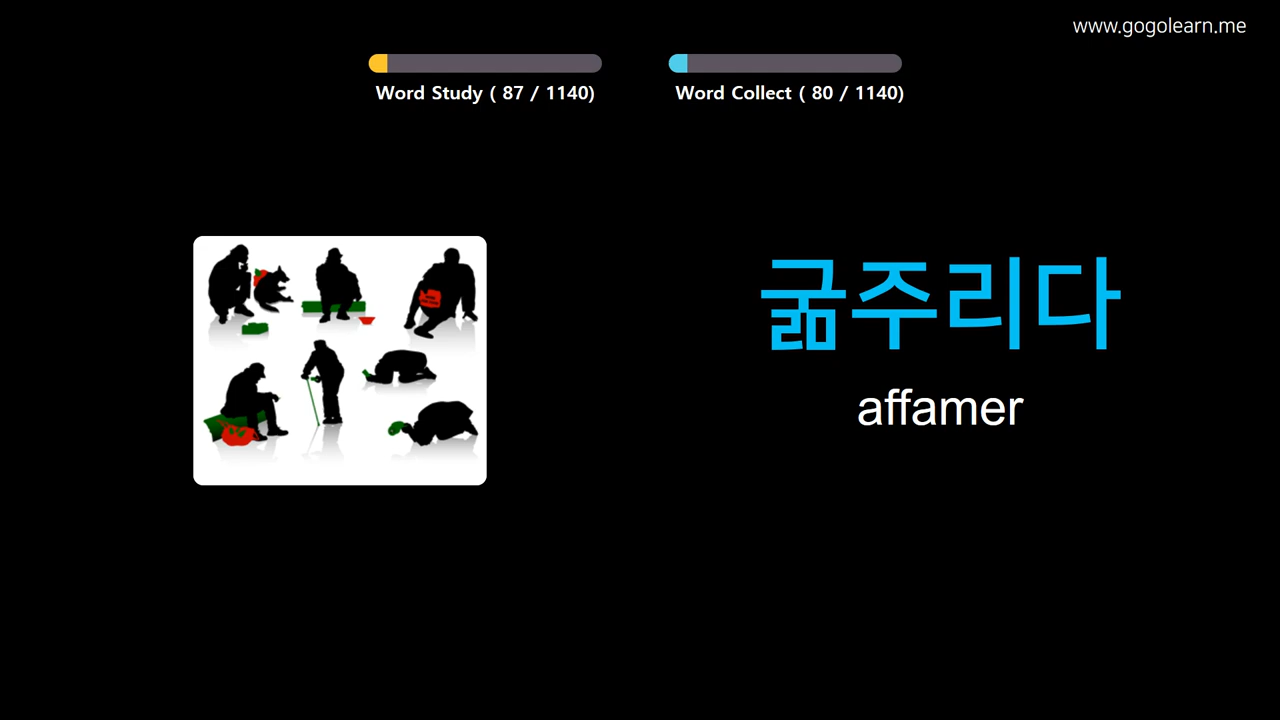 www.gogolearn.me
Word Study ( 87 / 1140)
Word Collect ( 80 / 1140)
굶주리다
affamer